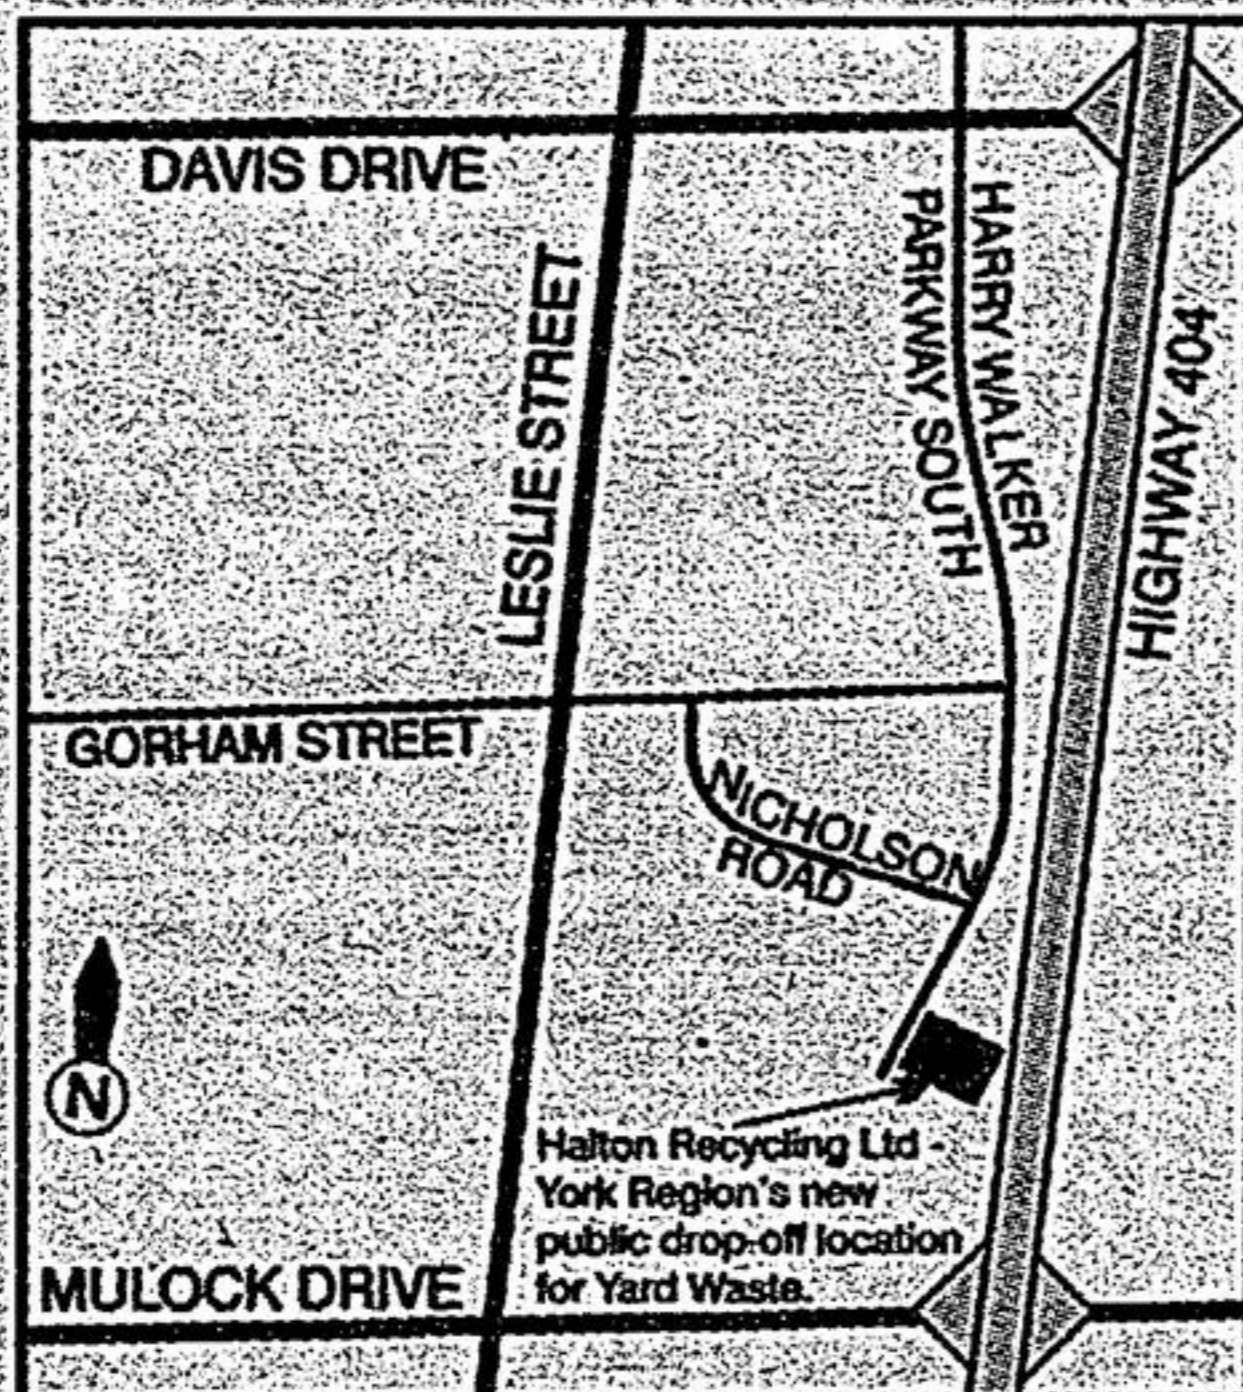 DAVIS DRIVE
HARRY WALKER
PARKWAY SOUTH
LESLIE STREET
HIGHWAY 404
GORHAM STREET
NICHOLSON
ROAD
N
Halton Recycling Ltd -
York Region's new
public drop-off location
for Yard Waste.
MULOCK DRIVE